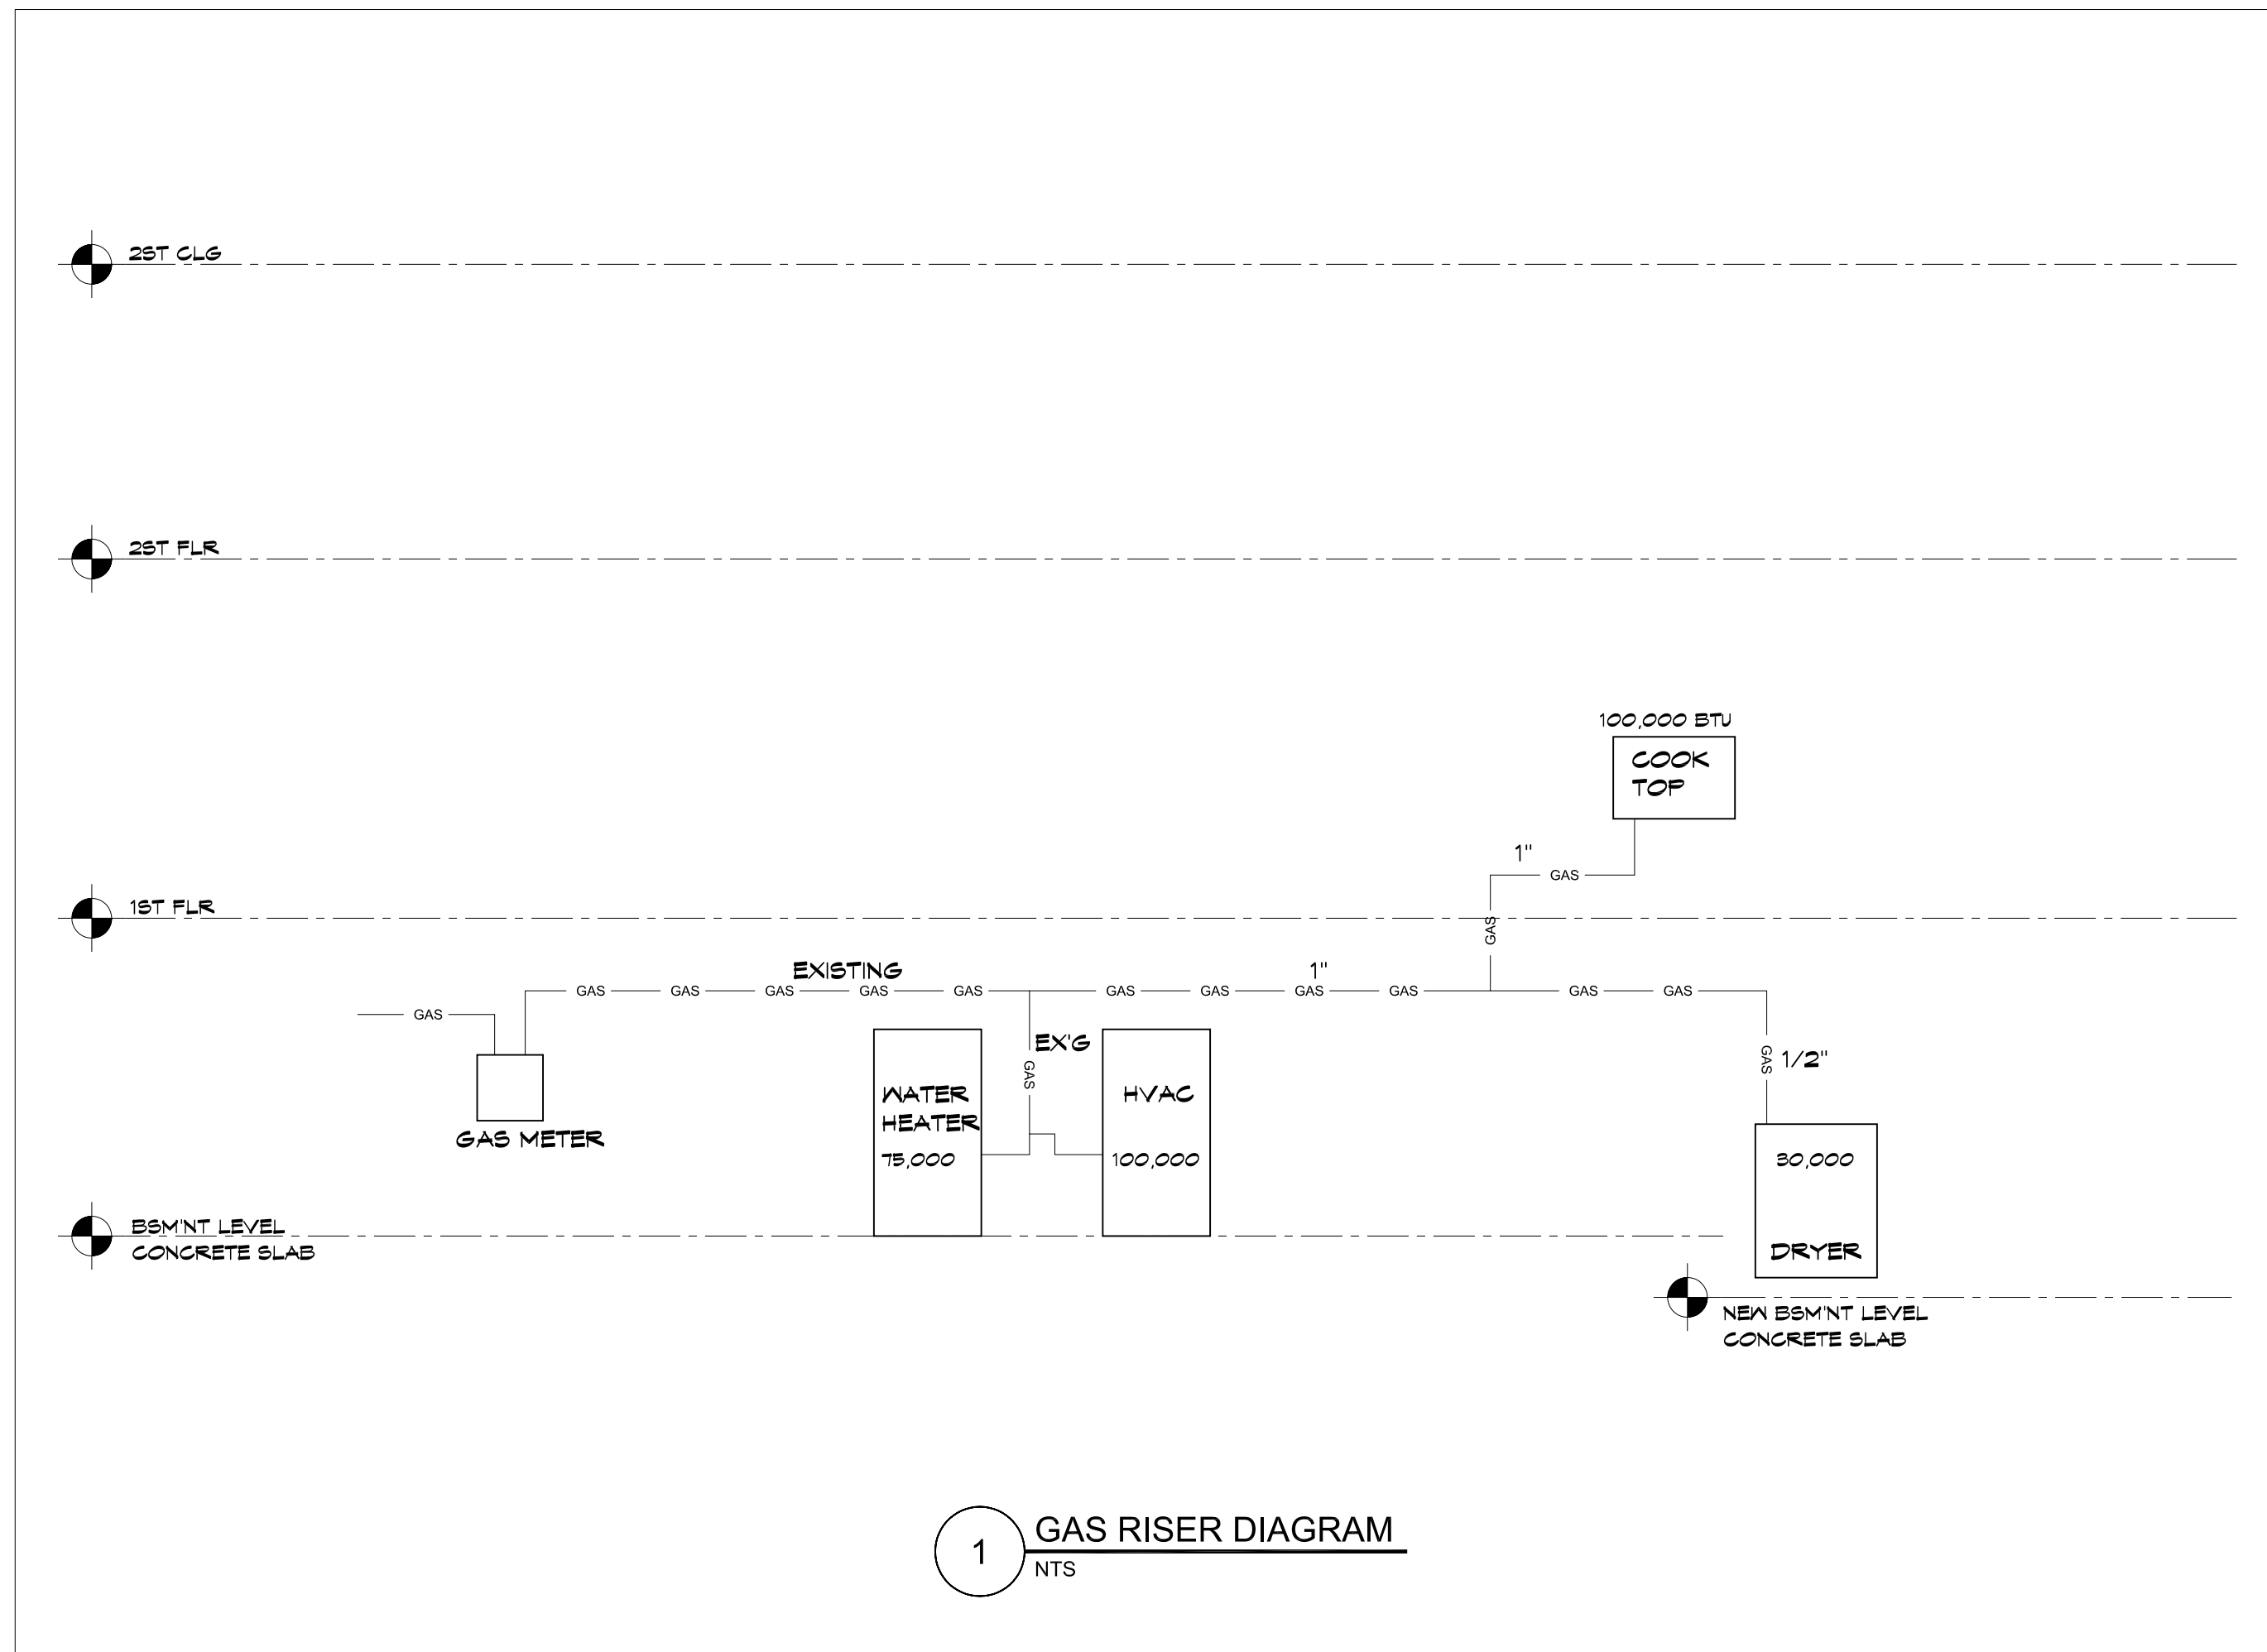 2ST CLG
2ST FLR
100,000 BTU
COOK
TOP
1"
GAS
1ST FLR
GAS
EXISTING
1"
GAS GAS GAS GAS GAS GAS GAS GAS GAS GAS GAS
GAS
EX'G
GAS
GAS
1/2"
WATER
HEATER
75,000
HVAC
100,000
GAS METER
30,000
DRYER
BSM'NT LEVEL
CONCRETE SLAB
NEW BSM'NT LEVEL
CONCRETE SLAB
1
GAS RISER DIAGRAM
NTS